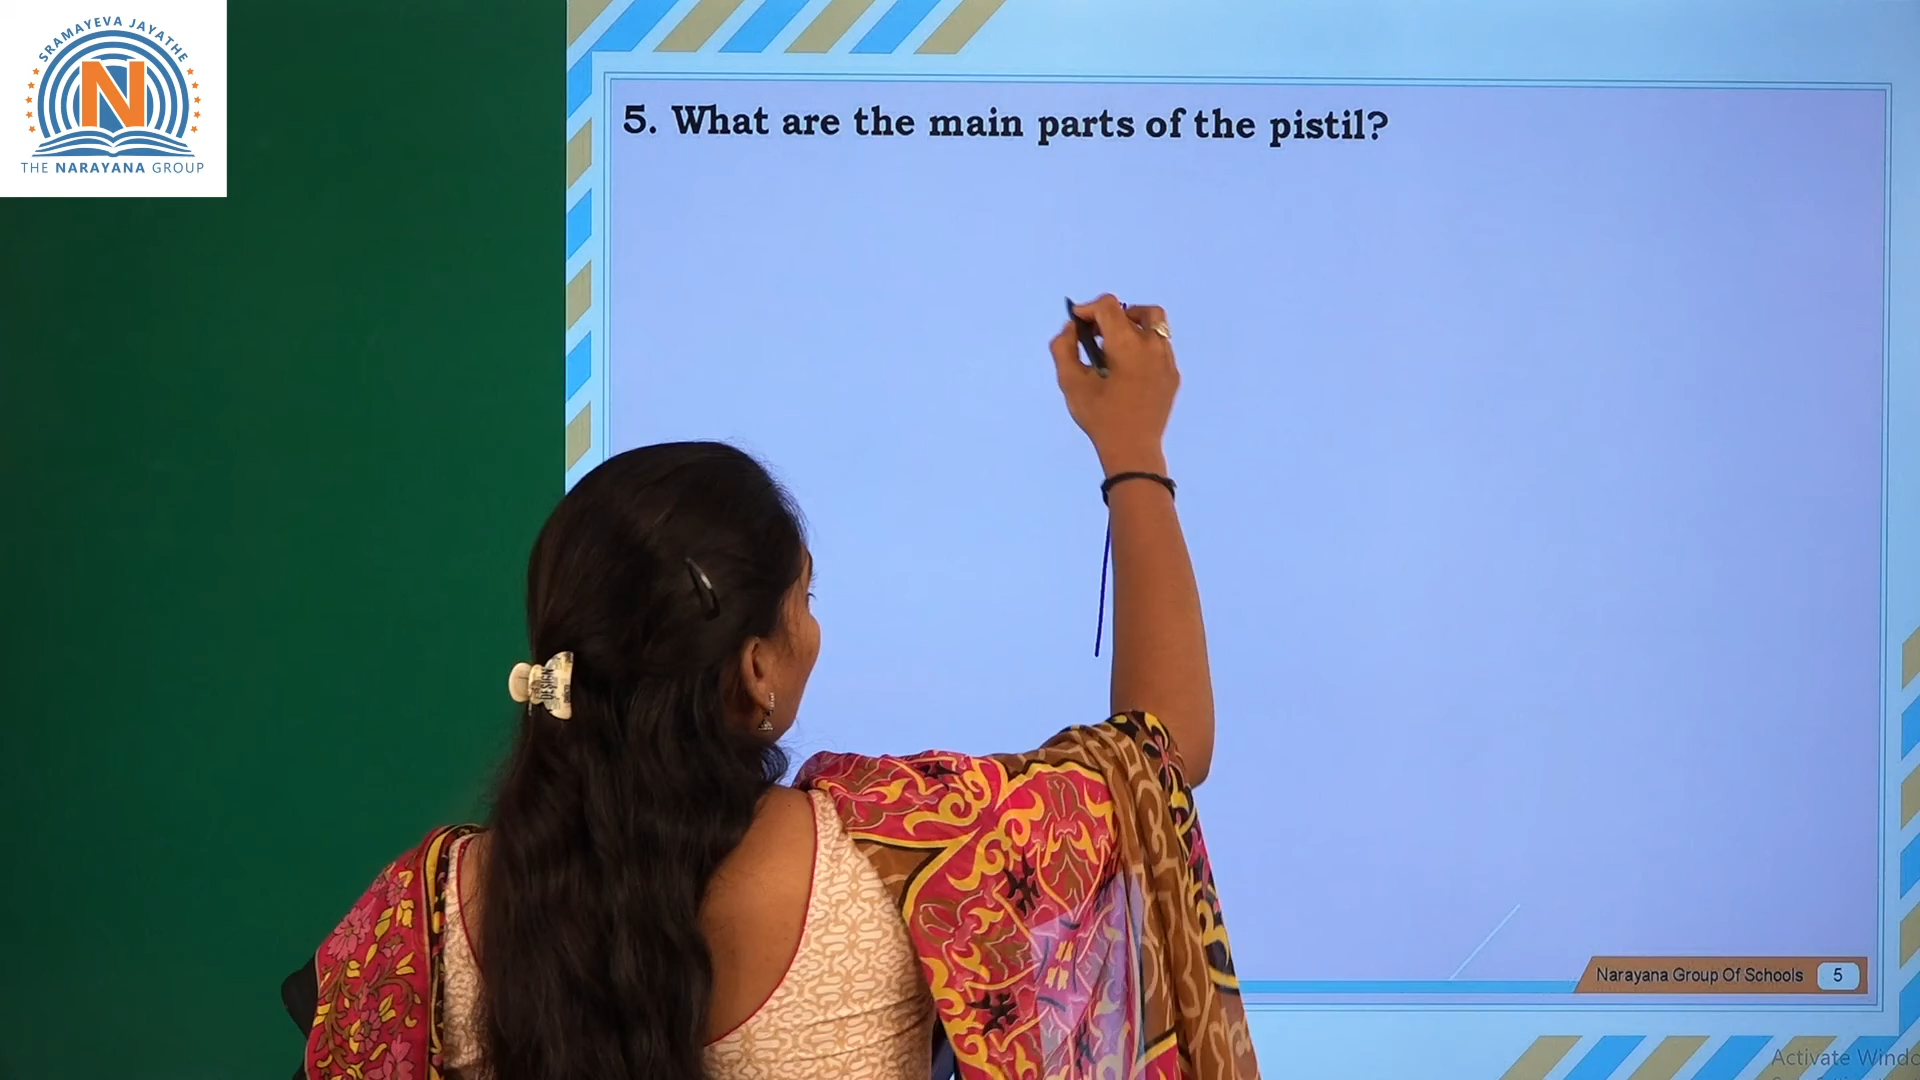 SRAMAYEVA JAYATHE
N
THE NARAYANA GROUP
5. What are the main parts of the pistil?
DESIGN
Narayana Group Of Schools 5
Activate Windo